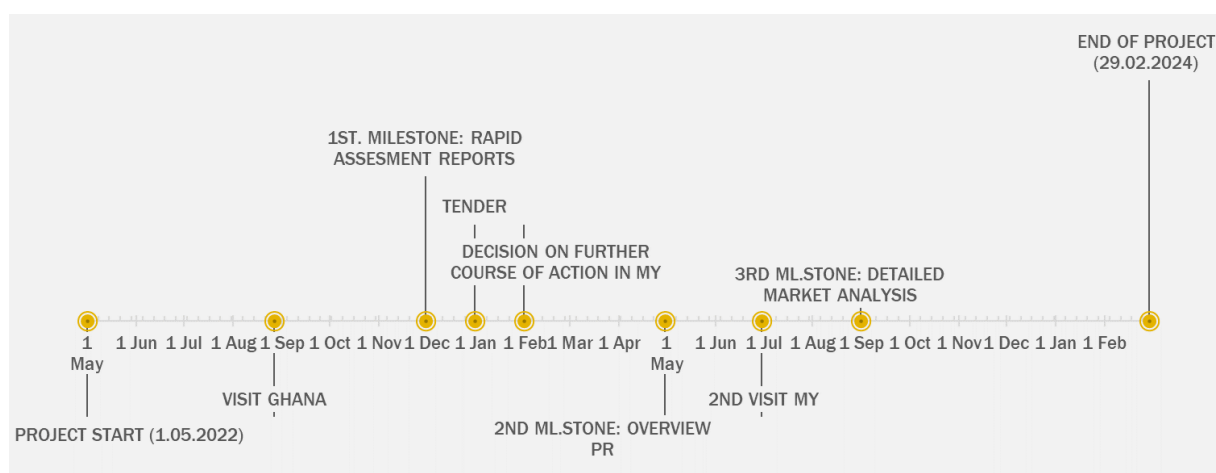 END OF PROJECT
(29.02.2024)
1ST. MILESTONE: RAPID
ASSESMENT REPORTS
TENDER
DECISION ON FURTHER
COURSE OF ACTION IN MY
3RD ML.STONE: DETAILED
MARKET ANALYSIS
1 May 1 Jun 1 Jul 1 Aug 1 Sep 1 Oct 1 Nov 1 Dec 1 Jan 1 Feb 1 Mar 1 Apr 1 May 1 Jun 1 Jul 1 Aug 1 Sep 1 Oct 1 Nov 1 Dec 1 Jan 1 Feb
VISIT GHANA
2ND VISIT MY
PROJECT START (1.05.2022)
2ND ML.STONE: OVERVIEW
PR